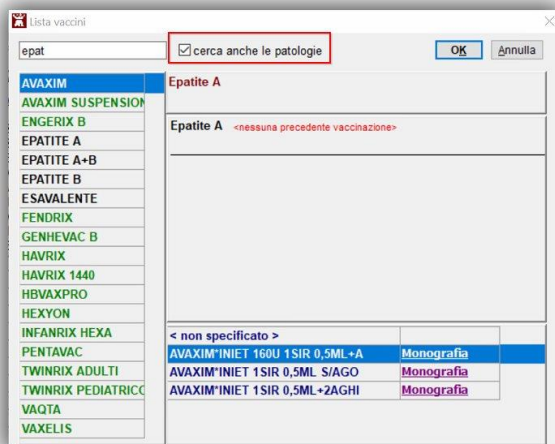 Lista vaccini
epat
cerca anche le patologie
OK
Annulla
AVAXIM
AVAXIM SUSPENSION
ENGERIX B
EPATITE A
EPATITE A+B
EPATITE B
ESAVALENTE
FENDRIX
GENHEVAC B
HAVRIX
HAVRIX 1440
HBVAXPRO
HEXYON
INFANRIX HEXA
PENTAVAC
TWINRIX ADULTI
TWINRIX PEDIATRICO
VAQTA
VAXELIS
Epatite A
Epatite A <nessuna precedente vaccinazione>
< non specificato >
AVAXIM*INIET 160U 1SIR 0,5ML+A Monografia
AVAXIM*INIET 1SIR 0,5ML S/AGO Monografia
AVAXIM*INIET 1SIR 0,5ML+2AGHI Monografia